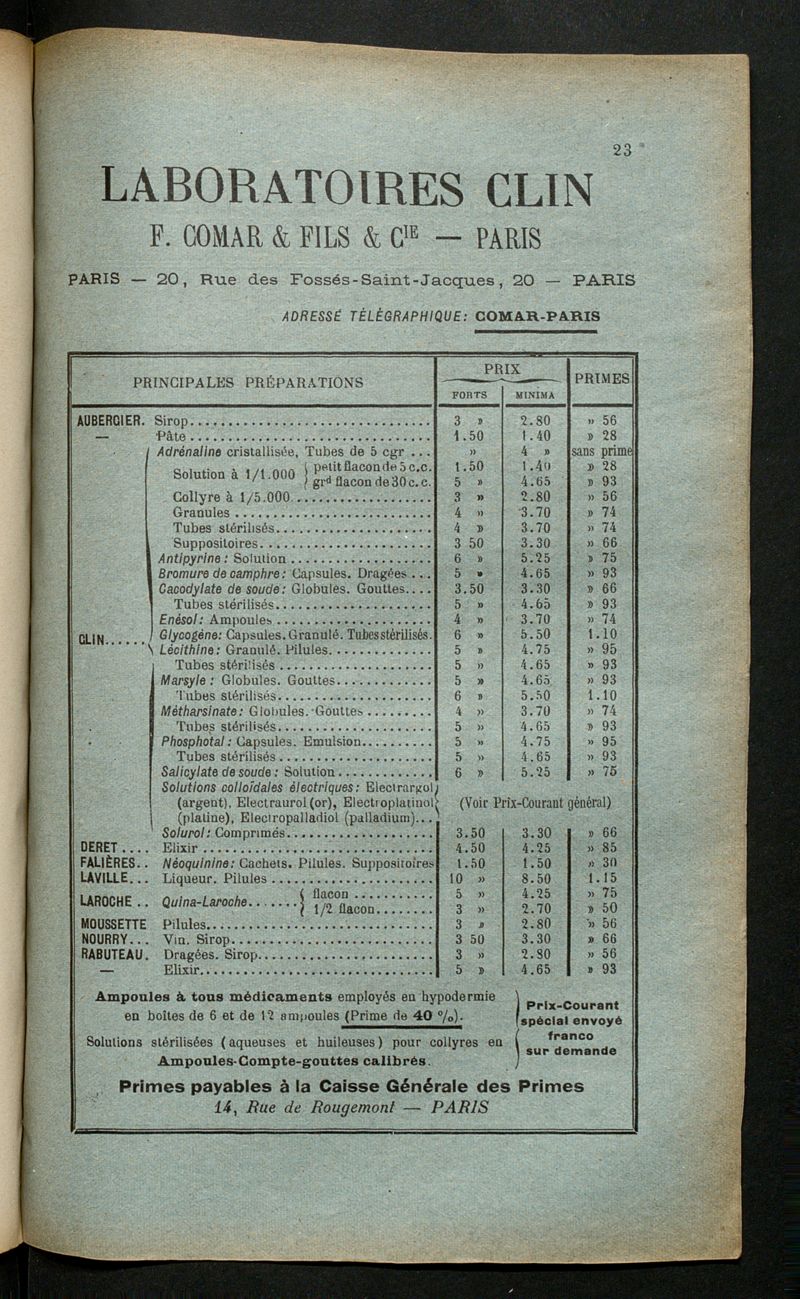 23
LABORATOIRES CLIN
F. COMAR & FILS & CIE — PARIS
PARIS — 20, Rue des Fossés-Saint-Jacques, 20 — PARIS
ADRESSE TÉLÉGRAPHIQUE: COMAR-PARIS
PRINCIPALES PRÉPARATIONS PRIX PRIMES
FORTS MINIMA
AUBERGIER. Sirop 3 » 2.80 » 56
— Pâte 1.50 1.40 » 28
Adrénaline cristallisée, Tubes de 5 cgr ... » 4 » sans prime
Solution à 1/1.000 petit flacon de 5 c.c. 1.50 1.40 » 28
grd flacon de 30 c.c. 5 » 4.65 » 93
Collyre à 1/5.000 3 » 2.80 » 56
Granules 4 » 3.70 » 74
Tubes stérilisés 4 » 3.70 » 74
Suppositoires 3 50 3.30 » 66
Antipyrine: Solution 6 » 5.25 » 75
Bromure de camphre: Capsules. Dragées ... 5 » 4.65 » 93
Cacodylate de soude: Globules. Gouttes.... 3.50 3.30 » 66
Tubes stérilisés 5 » 4.65 » 93
Enésol: Ampoules 4 » 3.70 » 74
CLIN...... Glycogène: Capsules. Granulé. Tubes stérilisés. 6 » 5.50 1.10
Lécithine: Granulé. Pilules 5 » 4.75 » 95
Tubes stérilisés 5 » 4.65 » 93
Marsyle: Globules. Gouttes 5 » 4.65 » 93
Tubes stérilisés 6 » 5.50 1.10
Métharsinate: Globules. Gouttes 4 » 3.70 » 74
Tubes stérilisés 5 » 4.65 » 93
Phosphotal: Capsules. Emulsion 5 » 4.75 » 95
Tubes stérilisés 5 » 4.65 » 93
Salicylate de soude: Solution 6 » 5.25 » 75
Solutions colloïdales électriques: Electrargol
(argent), Electraurol (or), Electroplatinol (Voir Prix-Courant général)
(platine), Electropalladiol (palladium)...
Solurol: Comprimés 3.50 3.30 » 66
DERET .... Elixir 4.50 4.25 » 85
FALIÈRES.. Néoquinine: Cachets. Pilules. Suppositoires 1.50 1.50 » 30
LAVILLE... Liqueur. Pilules 10 » 8.50 1.15
LAROCHE .. Quina-Laroche....... flacon 5 » 4.25 » 75
1/2 flacon 3 » 2.70 » 50
MOUSSETTE Pilules 3 » 2.80 » 56
NOURRY... Vin. Sirop 3 50 3.30 » 66
RABUTEAU. Dragées. Sirop 3 » 2.80 » 56
— Elixir 5 » 4.65 » 93
Ampoules à tous médicaments employés en hypodermie
en boîtes de 6 et de 12 ampoules (Prime de 40 %).
Solutions stérilisées (aqueuses et huileuses) pour collyres en
Ampoules-Compte-gouttes calibrés.
Prix-Courant
spécial envoyé
franco
sur demande
Primes payables à la Caisse Générale des Primes
14, Rue de Rougemont — PARIS